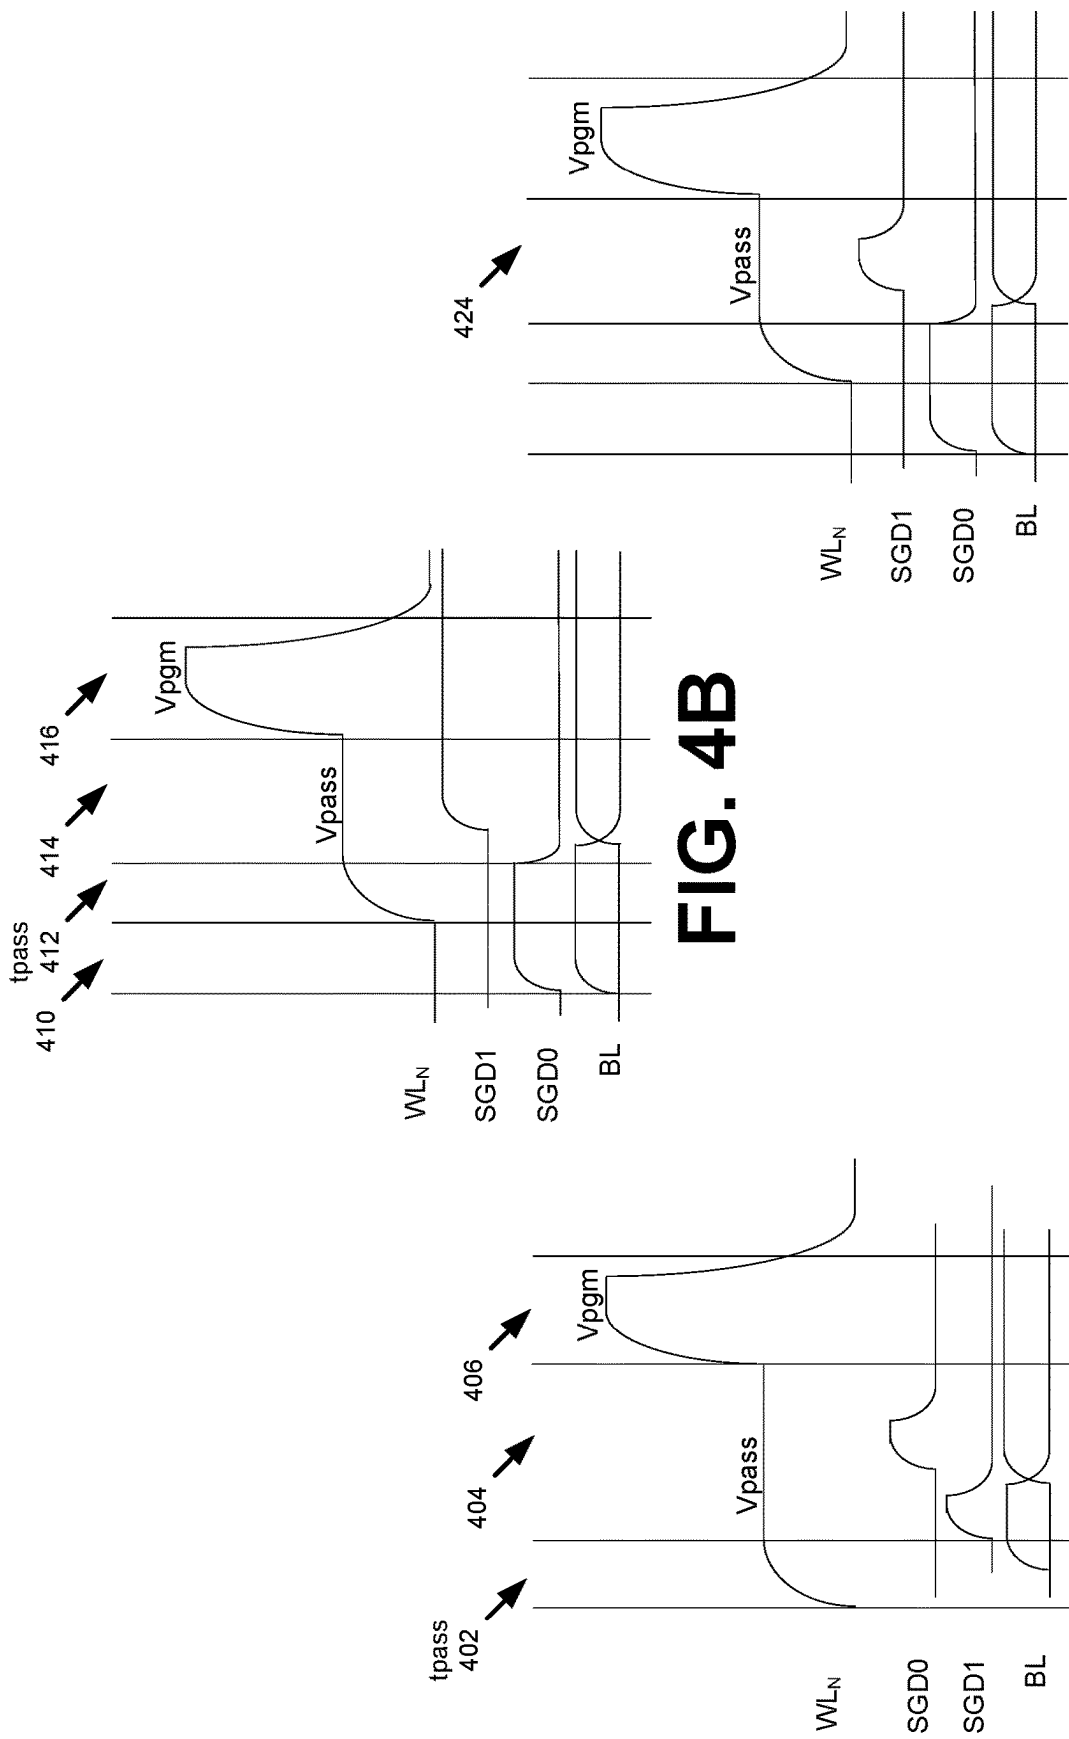 tpass
402
404
406
Vpgm
Vpass
WLN
SGD0
SGD1
BL
tpass
410
412
414
416
Vpgm
Vpass
WLN
SGD1
SGD0
BL
FIG. 4B
424
Vpgm
Vpass
WLN
SGD1
SGD0
BL